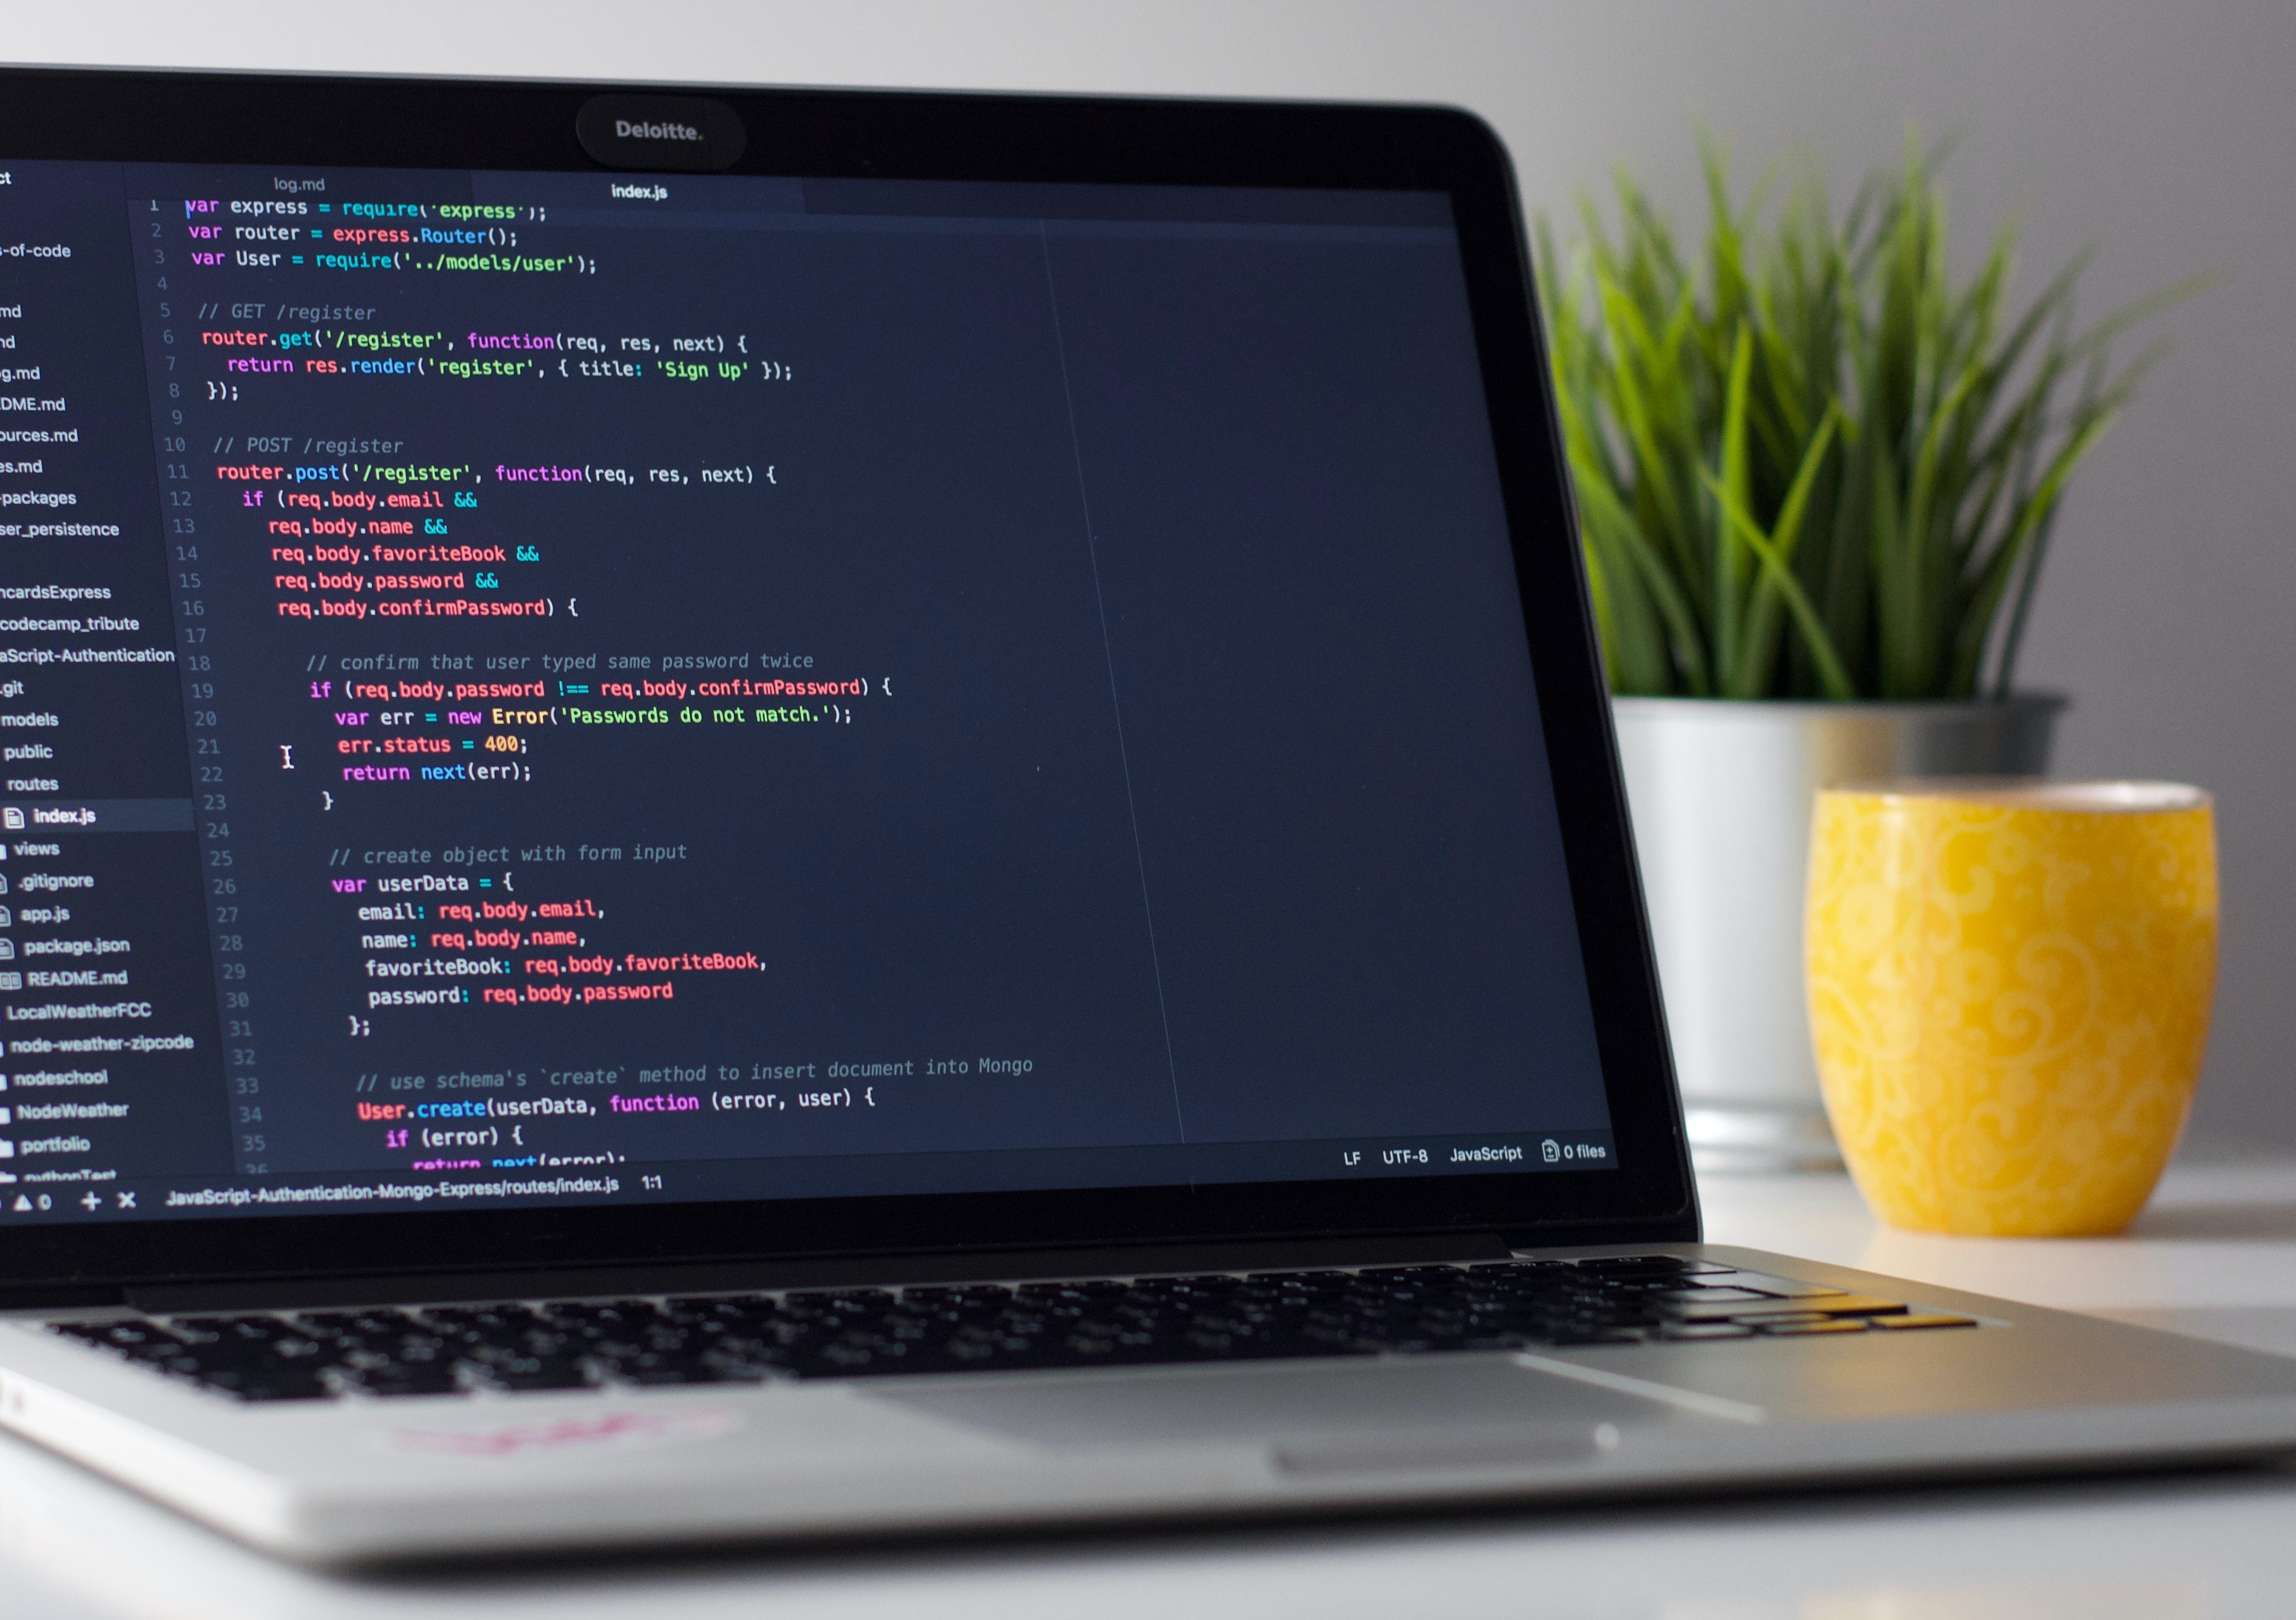 Deloitte.
log.md
index.js
-of-code
md
g.md
DME.md
ources.md
es.md
packages
ser_persistence
ncardsExpress
codecamp_tribute
aScript-Authentication
.git
models
public
routes
index.js
views
.gitignore
app.js
package.json
README.md
LocalWeatherFCC
node-weather-zipcode
nodeschool
NodeWeather
portfolio
pythonTest
1 var express = require('express');
2 var router = express.Router();
3 var User = require('../models/user');
4
5 // GET /register
6 router.get('/register', function(req, res, next) {
7 return res.render('register', { title: 'Sign Up' });
8 });
9
10 // POST /register
11 router.post('/register', function(req, res, next) {
12 if (req.body.email &&
13 req.body.name &&
14 req.body.favoriteBook &&
15 req.body.password &&
16 req.body.confirmPassword) {
17
18 // confirm that user typed same password twice
19 if (req.body.password !== req.body.confirmPassword) {
20 var err = new Error('Passwords do not match.');
21 err.status = 400;
22 return next(err);
23 }
24
25 // create object with form input
26 var userData = {
27 email: req.body.email,
28 name: req.body.name,
29 favoriteBook: req.body.favoriteBook,
30 password: req.body.password
31 };
32
33 // use schema's `create` method to insert document into Mongo
34 User.create(userData, function (error, user) {
35 if (error) {
36 return next(error);
0 + × JavaScript-Authentication-Mongo-Express/routes/index.js 1:1 LF UTF-8 JavaScript 0 files